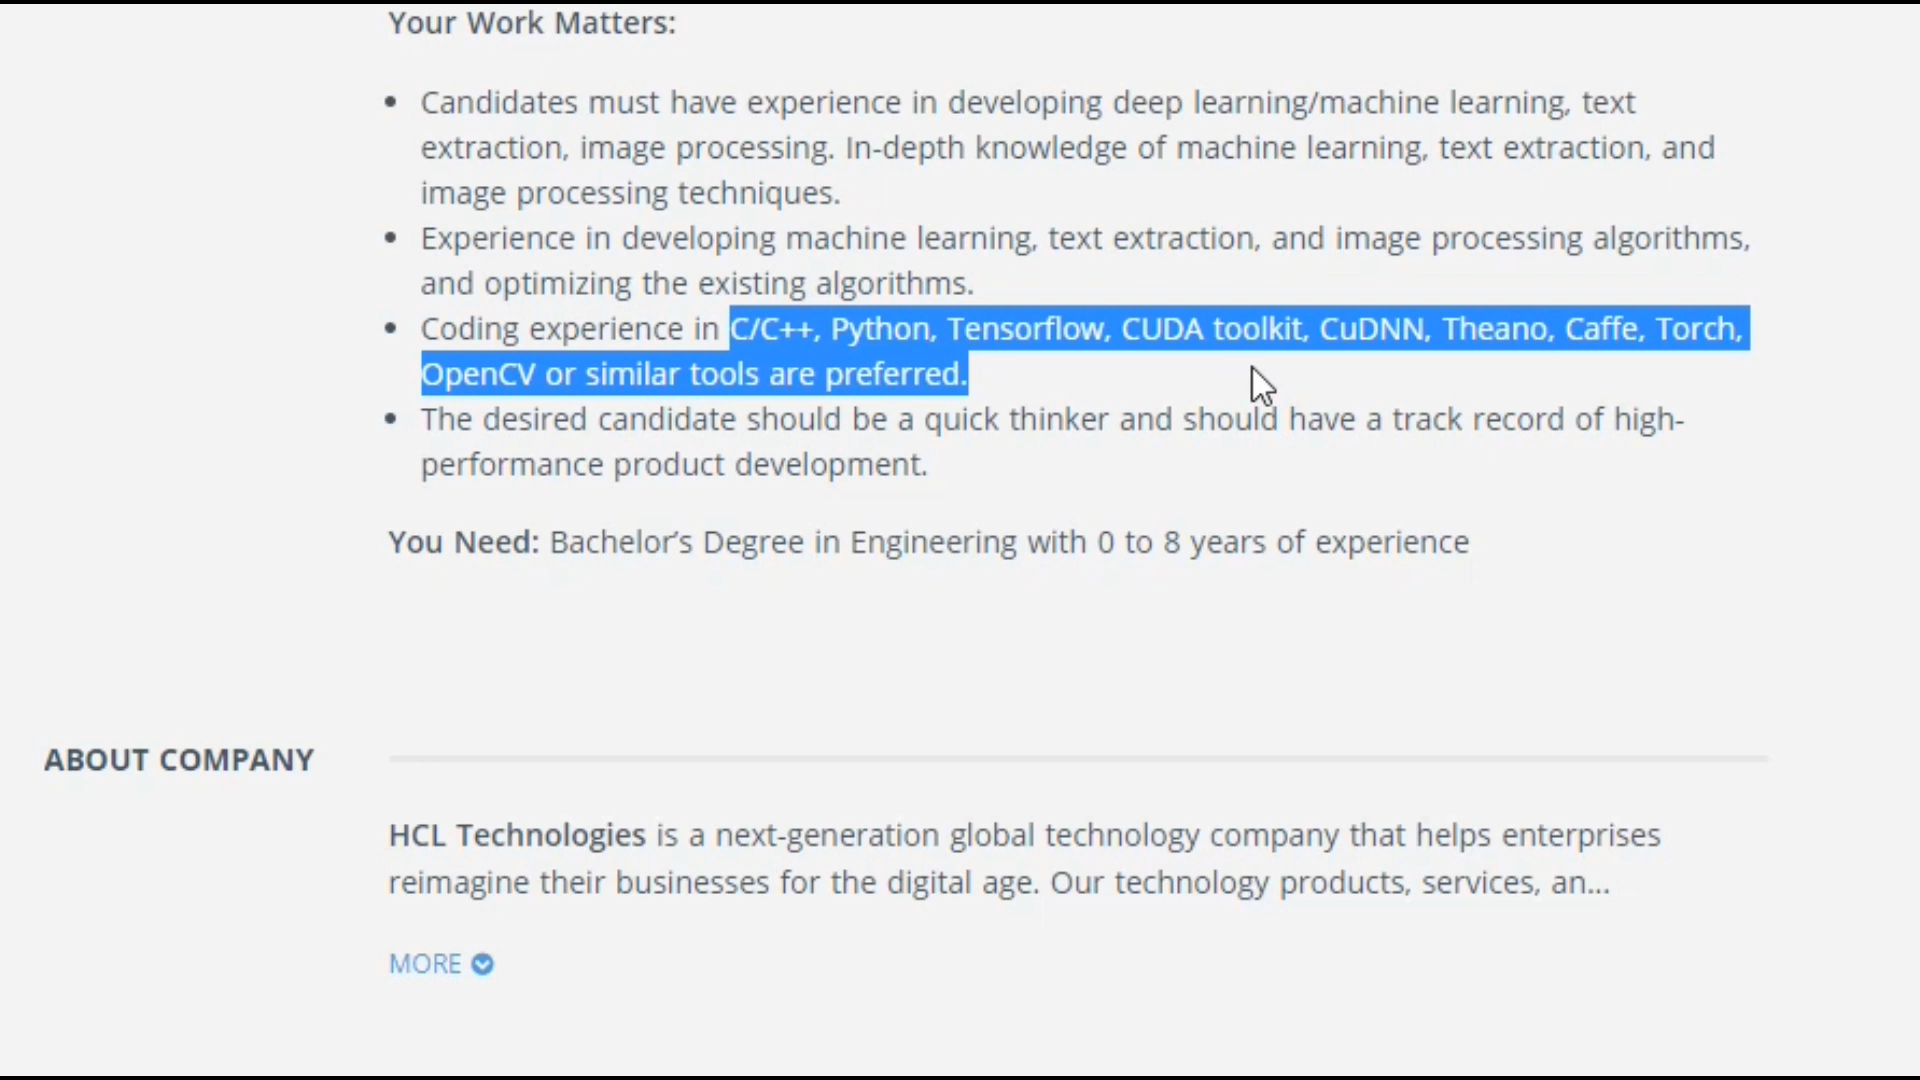 Your Work Matters:
• Candidates must have experience in developing deep learning/machine learning, text
extraction, image processing. In-depth knowledge of machine learning, text extraction, and
image processing techniques.
• Experience in developing machine learning, text extraction, and image processing algorithms,
and optimizing the existing algorithms.
• Coding experience in C/C++, Python, Tensorflow, CUDA toolkit, CuDNN, Theano, Caffe, Torch,
OpenCV or similar tools are preferred.
• The desired candidate should be a quick thinker and should have a track record of high-
performance product development.
You Need: Bachelor’s Degree in Engineering with 0 to 8 years of experience
ABOUT COMPANY
HCL Technologies is a next-generation global technology company that helps enterprises
reimagine their businesses for the digital age. Our technology products, services, an...
MORE